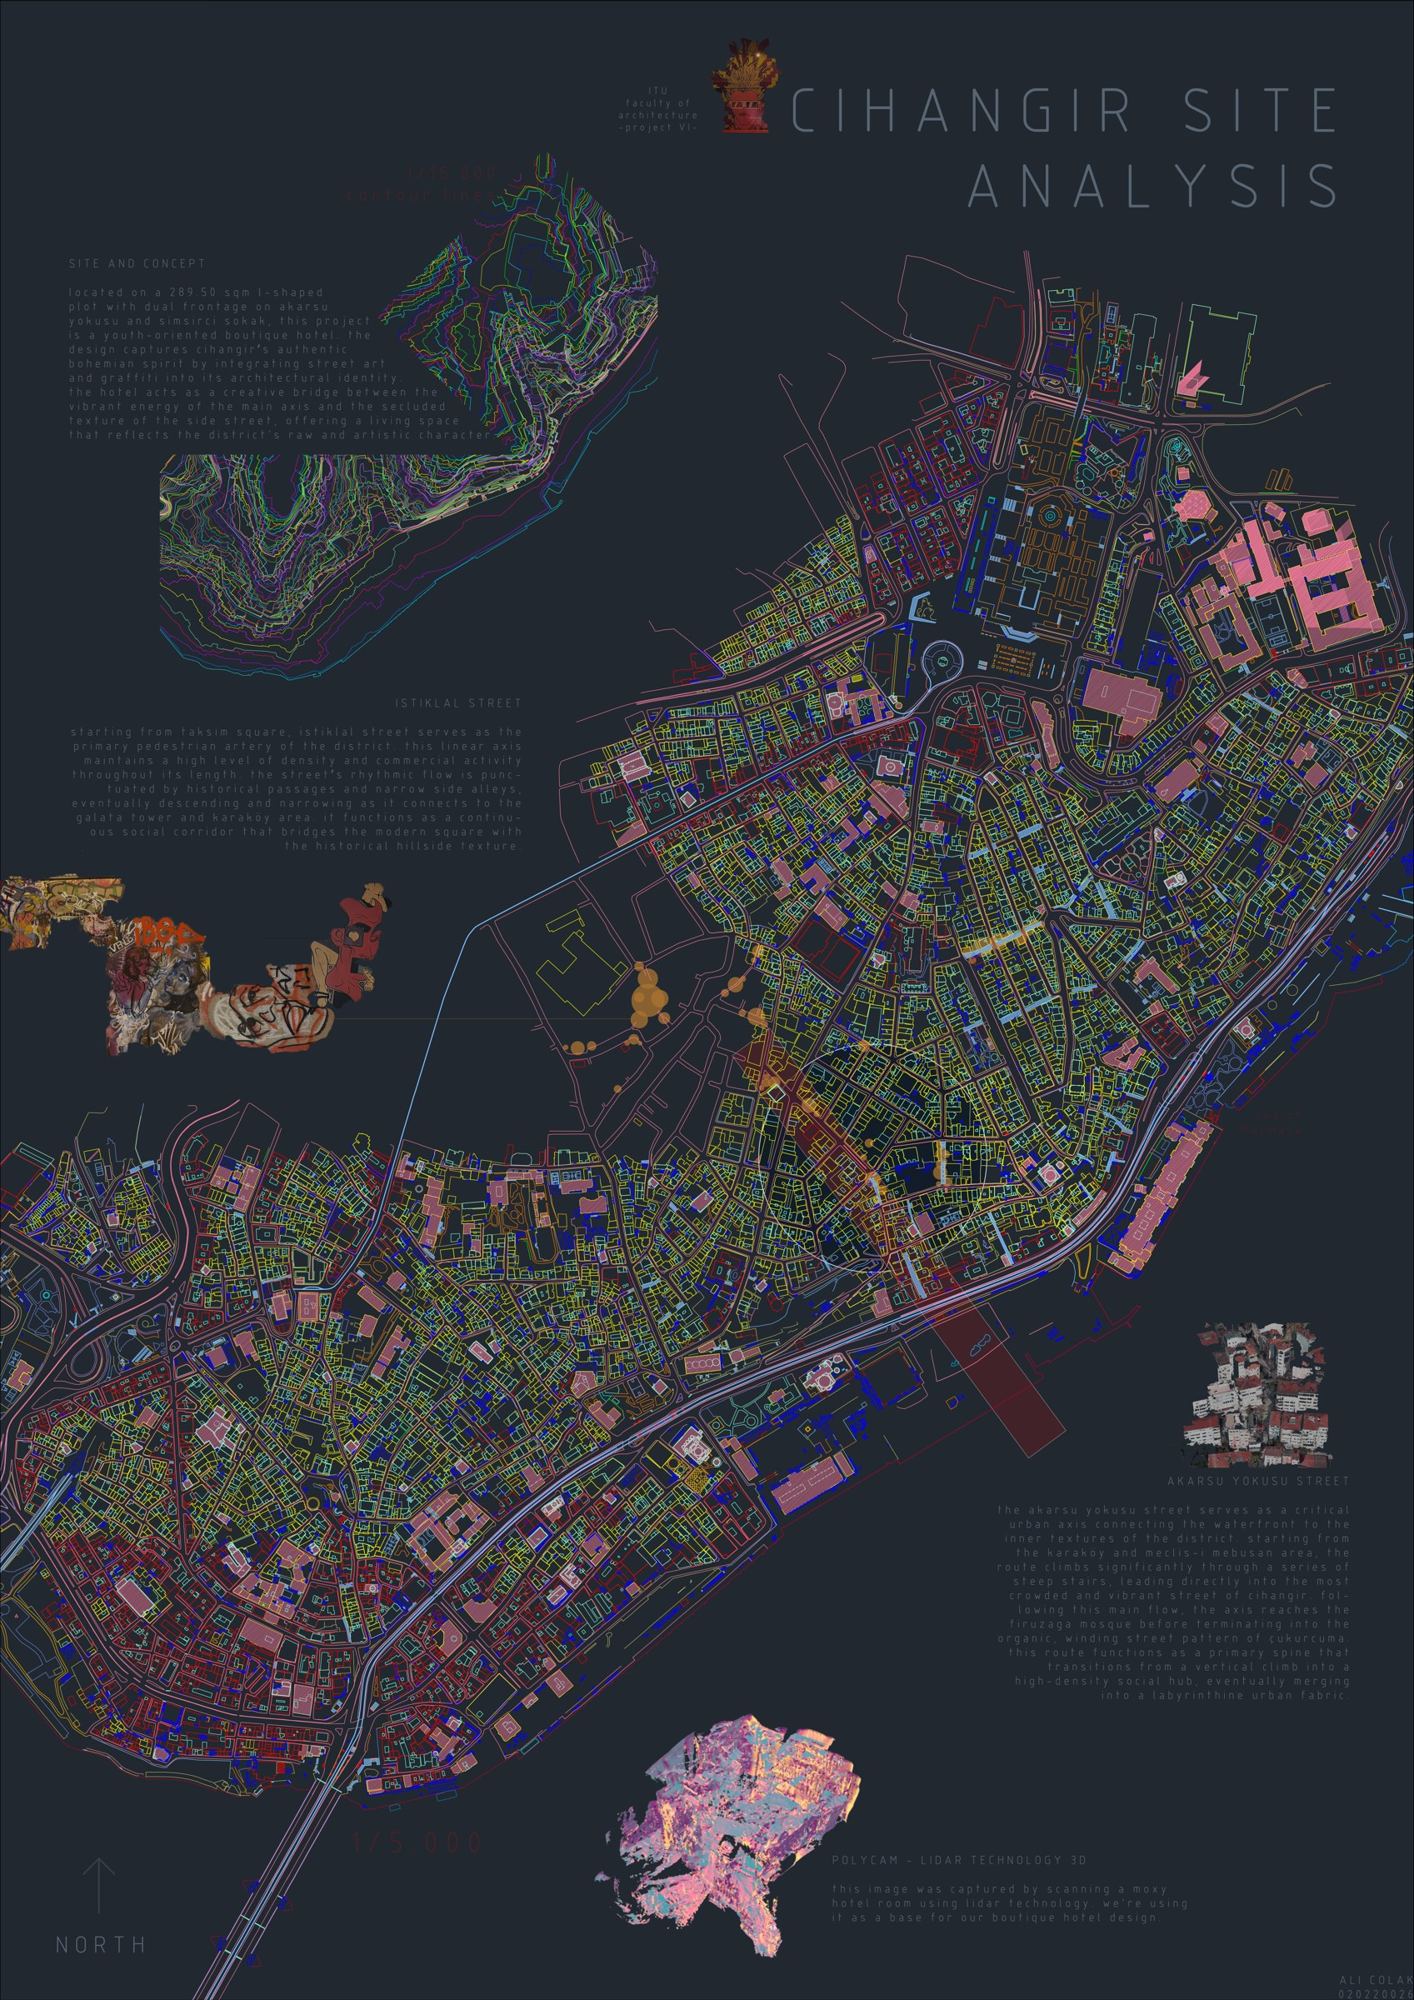 ITU
faculty of
architecture
-project VI-
CIHANGIR SITE
ANALYSIS
1/15.000
contour lines
SITE AND CONCEPT
located on a 289.50 sqm l-shaped
plot with dual frontage on akarsu
yokusu and simsirci sokak, this project
is a youth-oriented boutique hotel. the
design captures cihangir's authentic
bohemian spirit by integrating street art
and graffiti into its architectural identity.
the hotel acts as a creative bridge between the
vibrant energy of the main axis and the secluded
texture of the side street, offering a living space
that reflects the district's raw and artistic character.
ISTIKLAL STREET
starting from taksim square, istiklal street serves as the
primary pedestrian artery of the district. this linear axis
maintains a high level of density and commercial activity
throughout its length. the street's rhythmic flow is punc-
tuated by historical passages and narrow side alleys,
eventually descending and narrowing as it connects to the
galata tower and karaköy area. it functions as a continu-
ous social corridor that bridges the modern square with
the historical hillside texture.
AKARSU YOKUSU STREET
the akarsu yokusu street serves as a critical
urban axis connecting the waterfront to the
inner textures of the district. starting from
the karakoy and meclis-i mebusan area, the
route climbs significantly through a series of
steep stairs, leading directly into the most
crowded and vibrant street of cihangir. fol-
lowing this main flow, the axis reaches the
firuzaga mosque before terminating into the
organic, winding street pattern of çukurcuma.
this route functions as a primary spine that
transitions from a vertical climb into a
high-density social hub, eventually merging
into a labyrinthine urban fabric.
1/5.000
NORTH
POLYCAM - LIDAR TECHNOLOGY 3D
this image was captured by scanning a moxy
hotel room using lidar technology. we're using
it as a base for our boutique hotel design.
ALI COLAK
020220026